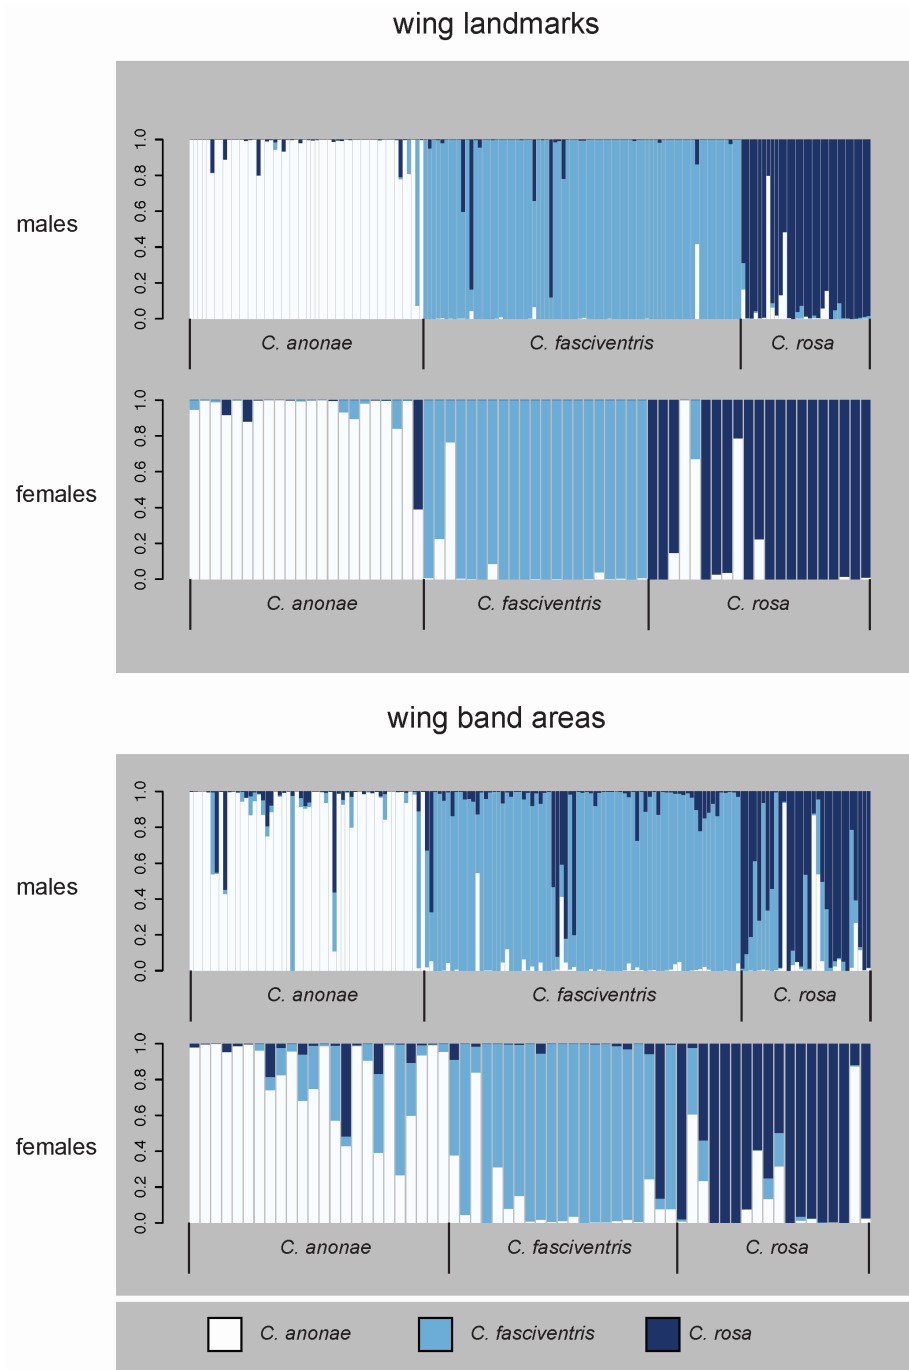 wing landmarks
1.0
0.8
0.6
0.4
0.2
0.0
males
C. anonae
C. fasciventris
C. rosa
1.0
0.8
0.6
0.4
0.2
0.0
females
C. anonae
C. fasciventris
C. rosa
wing band areas
1.0
0.8
0.6
0.4
0.2
0.0
males
C. anonae
C. fasciventris
C. rosa
1.0
0.8
0.6
0.4
0.2
0.0
females
C. anonae
C. fasciventris
C. rosa
C. anonae
C. fasciventris
C. rosa